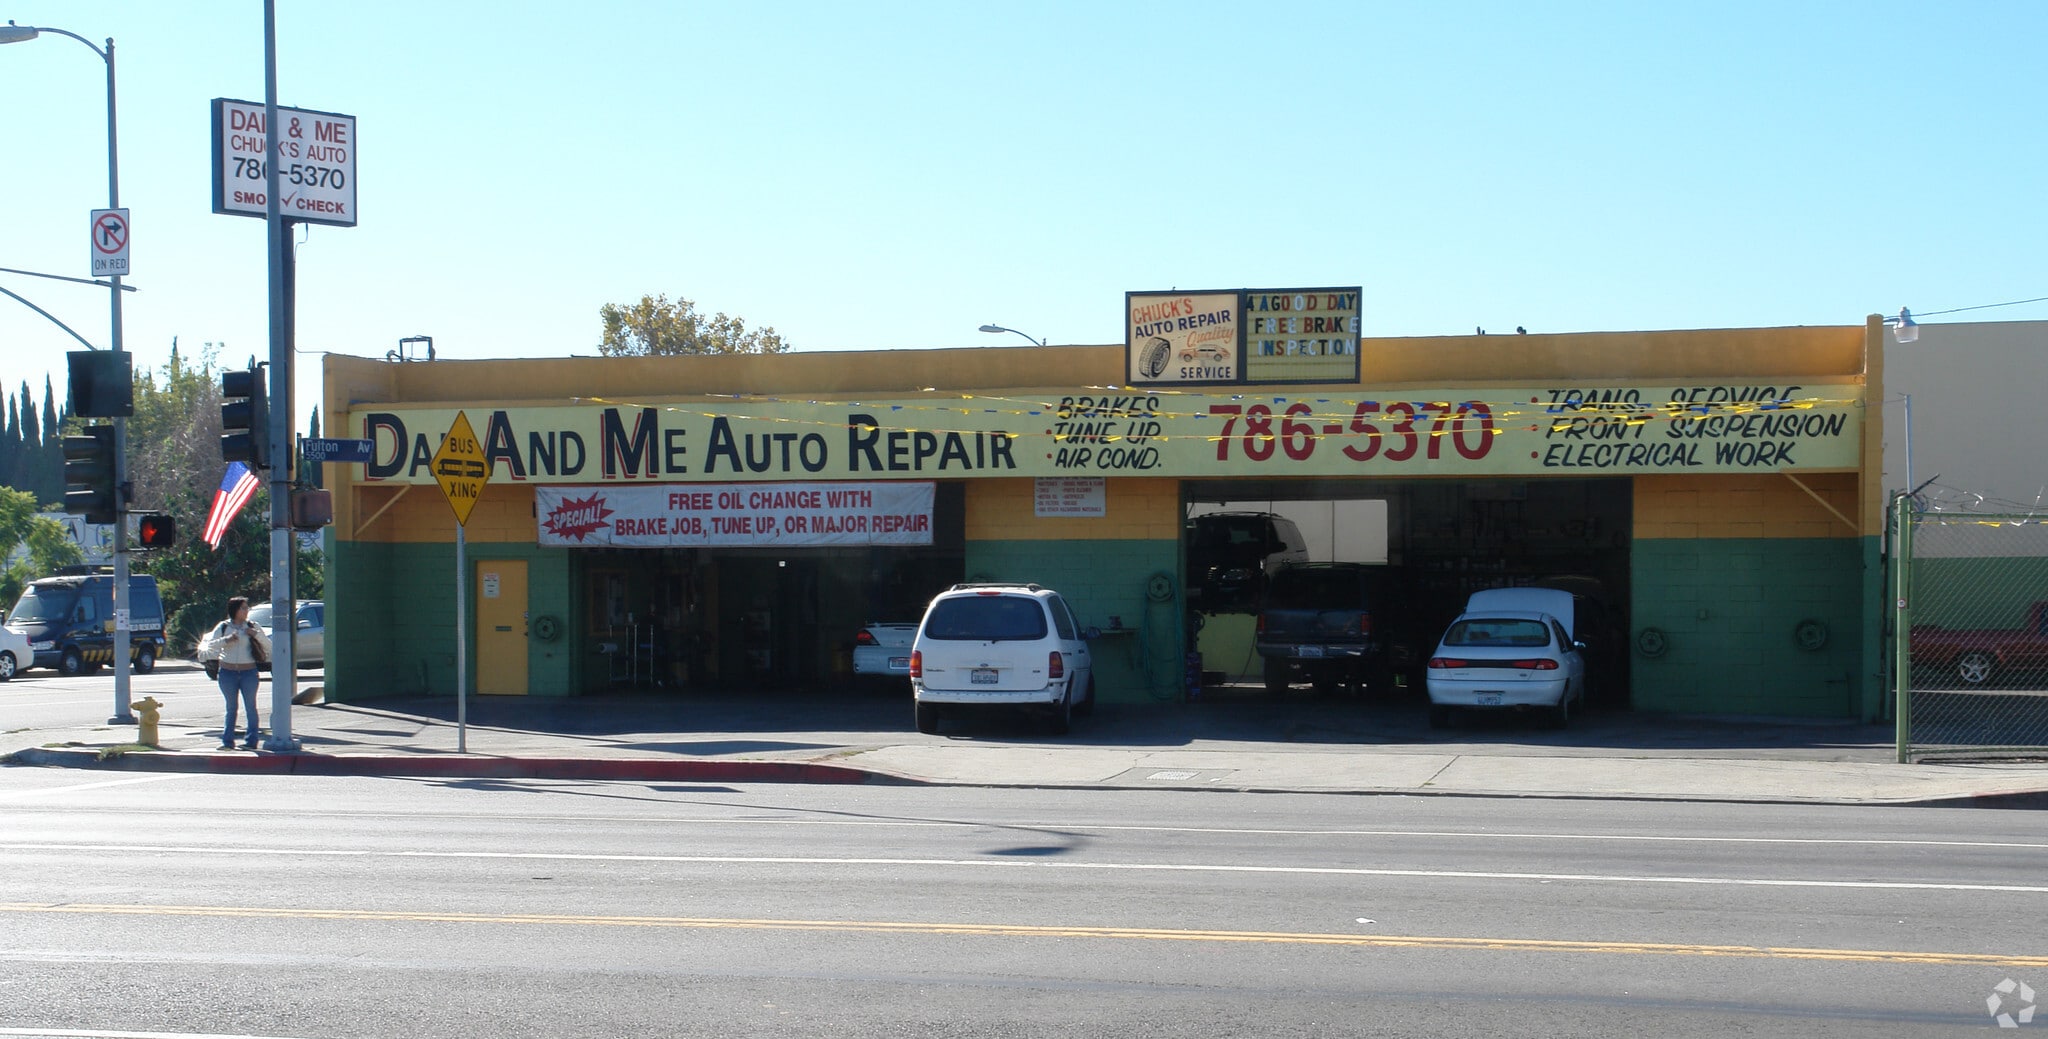 DAD & ME
CHUCK'S AUTO
786-5370
SMOG ✓ CHECK
ON RED
Fulton Av
5500
BUS
XING
CHUCK'S
AUTO REPAIR
Quality
SERVICE
4 A GOOD DAY
FREE BRAKE
INSPECTION
DAD AND ME AUTO REPAIR
• BRAKES
• TUNE UP
• AIR COND.
786-5370
• TRANS. SERVICE
• FRONT SUSPENSION
• ELECTRICAL WORK
SPECIAL!
FREE OIL CHANGE WITH
BRAKE JOB, TUNE UP, OR MAJOR REPAIR